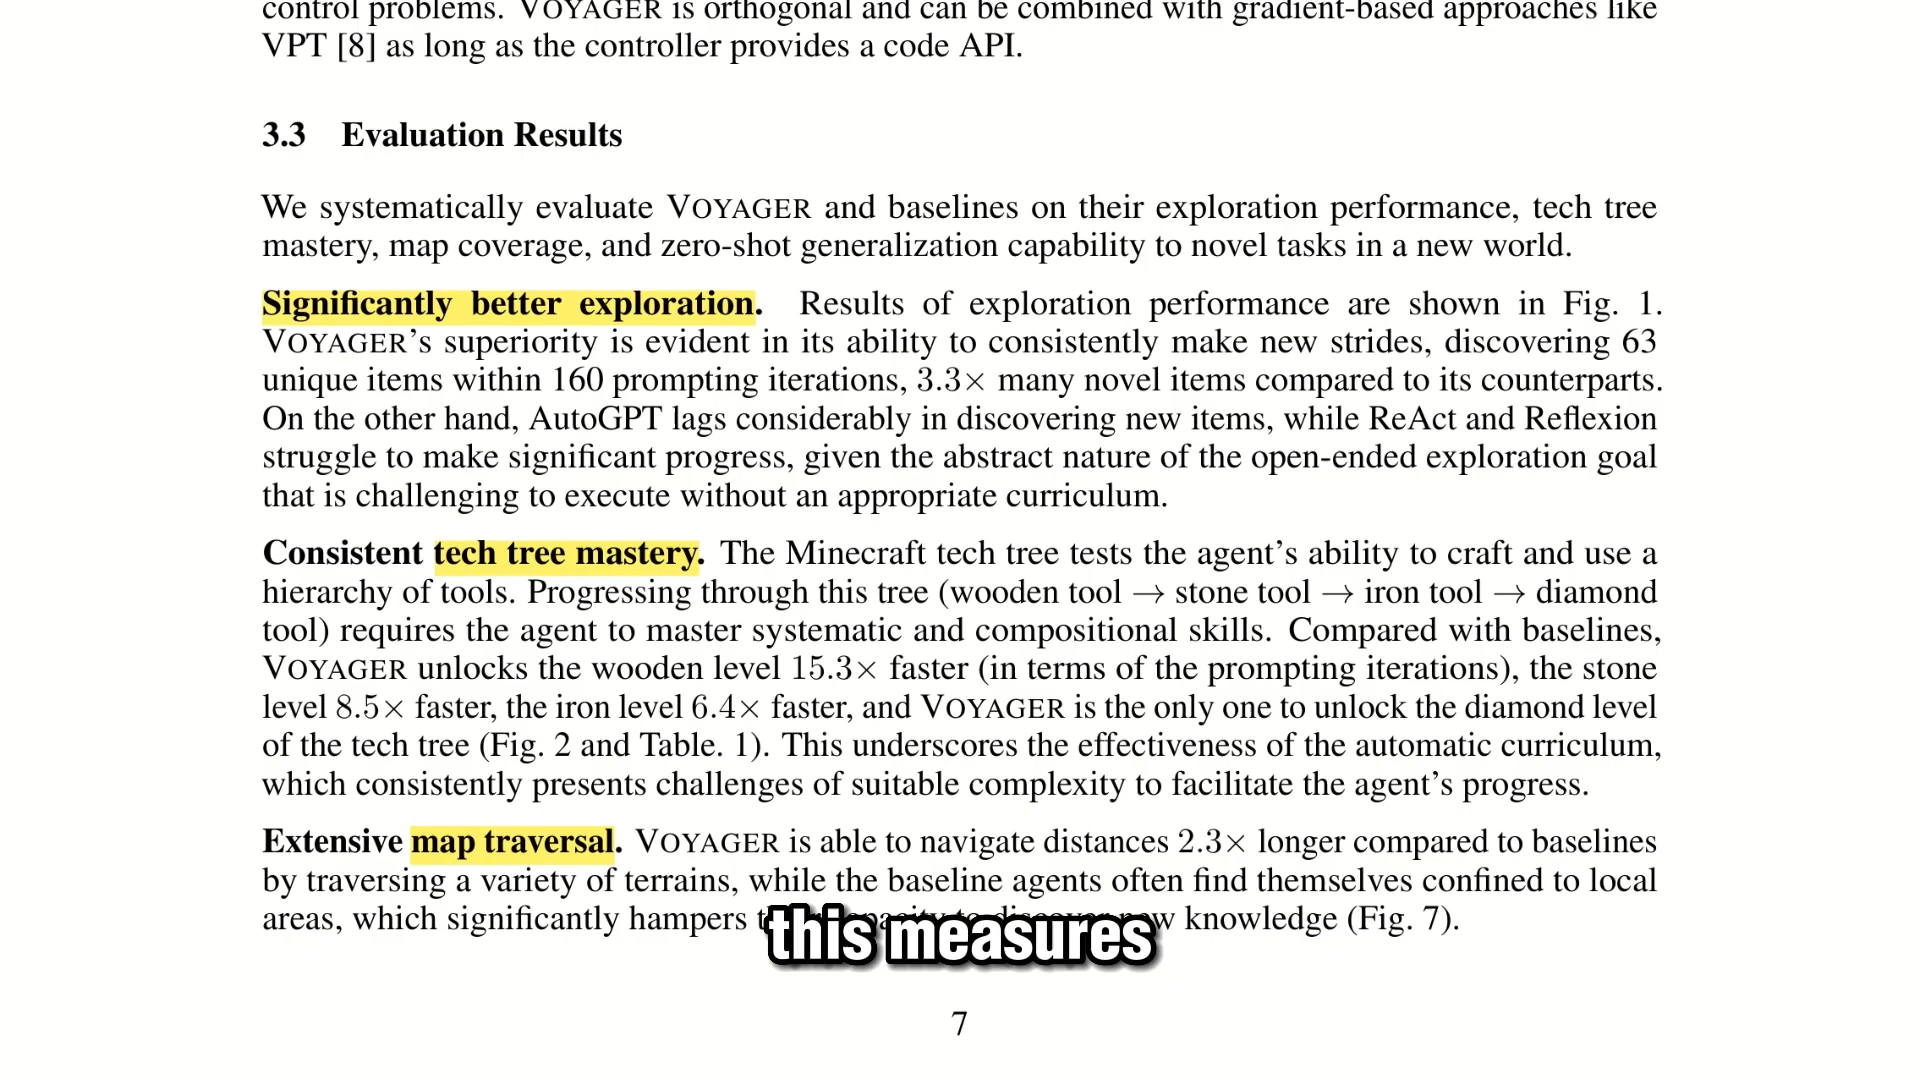 control problems. VOYAGER is orthogonal and can be combined with gradient-based approaches like
VPT [8] as long as the controller provides a code API.
3.3 Evaluation Results
We systematically evaluate VOYAGER and baselines on their exploration performance, tech tree
mastery, map coverage, and zero-shot generalization capability to novel tasks in a new world.
Significantly better exploration. Results of exploration performance are shown in Fig. 1.
VOYAGER's superiority is evident in its ability to consistently make new strides, discovering 63
unique items within 160 prompting iterations, 3.3× many novel items compared to its counterparts.
On the other hand, AutoGPT lags considerably in discovering new items, while ReAct and Reflexion
struggle to make significant progress, given the abstract nature of the open-ended exploration goal
that is challenging to execute without an appropriate curriculum.
Consistent tech tree mastery. The Minecraft tech tree tests the agent's ability to craft and use a
hierarchy of tools. Progressing through this tree (wooden tool → stone tool → iron tool → diamond
tool) requires the agent to master systematic and compositional skills. Compared with baselines,
VOYAGER unlocks the wooden level 15.3× faster (in terms of the prompting iterations), the stone
level 8.5× faster, the iron level 6.4× faster, and VOYAGER is the only one to unlock the diamond level
of the tech tree (Fig. 2 and Table. 1). This underscores the effectiveness of the automatic curriculum,
which consistently presents challenges of suitable complexity to facilitate the agent's progress.
Extensive map traversal. VOYAGER is able to navigate distances 2.3× longer compared to baselines
by traversing a variety of terrains, while the baseline agents often find themselves confined to local
areas, which significantly hampers knowledge (Fig. 7).
this measures
7